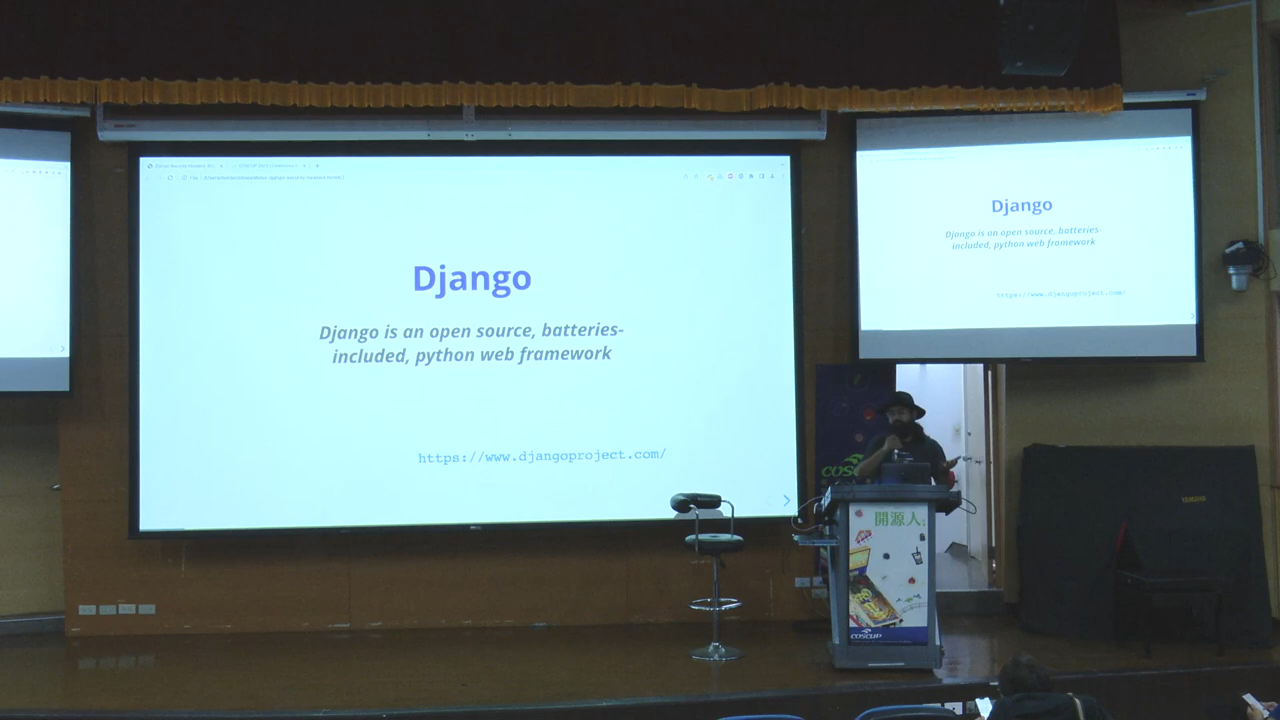 Django
Django is an open source, batteries-
included, python web framework
https://www.djangoproject.com/
Django
Django is an open source, batteries-
included, python web framework
https://www.djangoproject.com/
YAMAHA
開源人
COSCUP